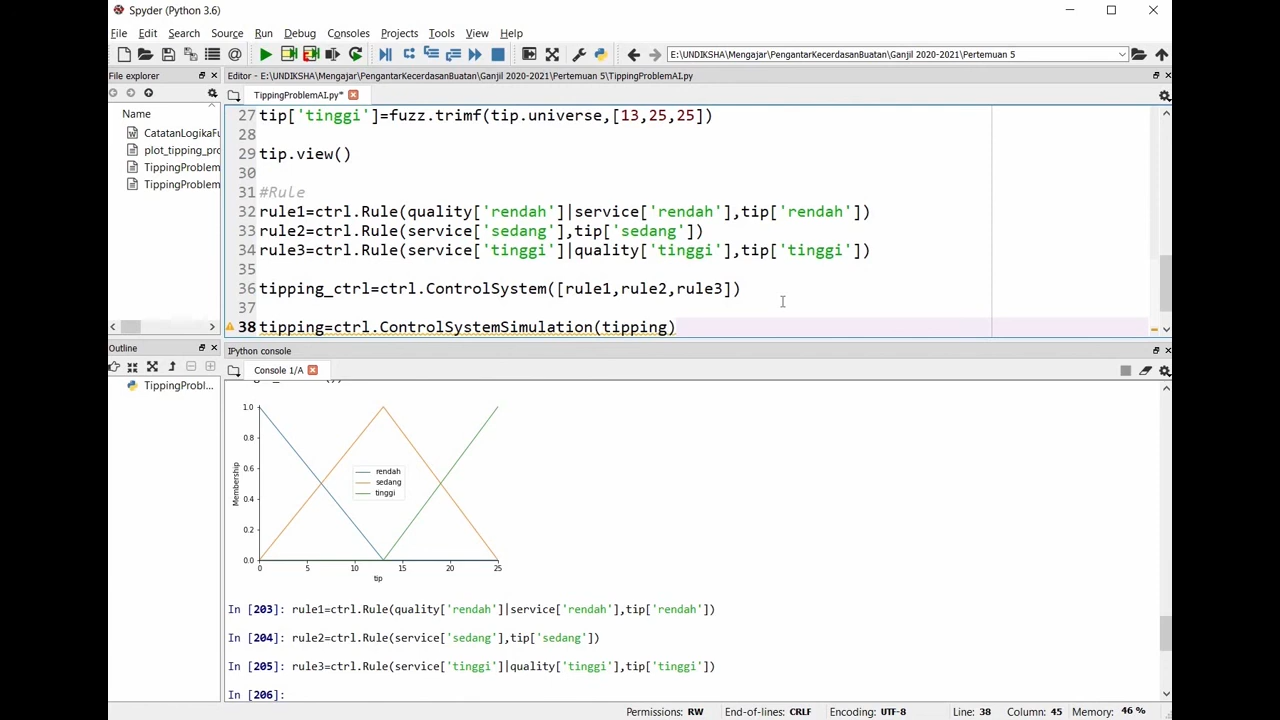 Spyder (Python 3.6)
File Edit Search Source Run Debug Consoles Projects Tools View Help
E:\UNDIKSHA\Mengajar\PengantarKecerdasanBuatan\Ganjil 2020-2021\Pertemuan 5
File explorer
Editor - E:\UNDIKSHA\Mengajar\PengantarKecerdasanBuatan\Ganjil 2020-2021\Pertemuan 5\TippingProblemAI.py
TippingProblemAI.py*
Name
CatatanLogikaFu
plot_tipping_pro
TippingProblem
TippingProblem
27 tip['tinggi']=fuzz.trimf(tip.universe,[13,25,25])
28
29 tip.view()
30
31 #Rule
32 rule1=ctrl.Rule(quality['rendah']|service['rendah'],tip['rendah'])
33 rule2=ctrl.Rule(service['sedang'],tip['sedang'])
34 rule3=ctrl.Rule(service['tinggi']|quality['tinggi'],tip['tinggi'])
35
36 tipping_ctrl=ctrl.ControlSystem([rule1,rule2,rule3])
37
38 tipping=ctrl.ControlSystemSimulation(tipping)
Outline
TippingProbl...
IPython console
Console 1/A
1.0
0.8
0.6
0.4
0.2
0.0
Membership
rendah
sedang
tinggi
0 5 10 15 20 25
tip
In [203]: rule1=ctrl.Rule(quality['rendah']|service['rendah'],tip['rendah'])
In [204]: rule2=ctrl.Rule(service['sedang'],tip['sedang'])
In [205]: rule3=ctrl.Rule(service['tinggi']|quality['tinggi'],tip['tinggi'])
In [206]:
Permissions: RW End-of-lines: CRLF Encoding: UTF-8 Line: 38 Column: 45 Memory: 46 %